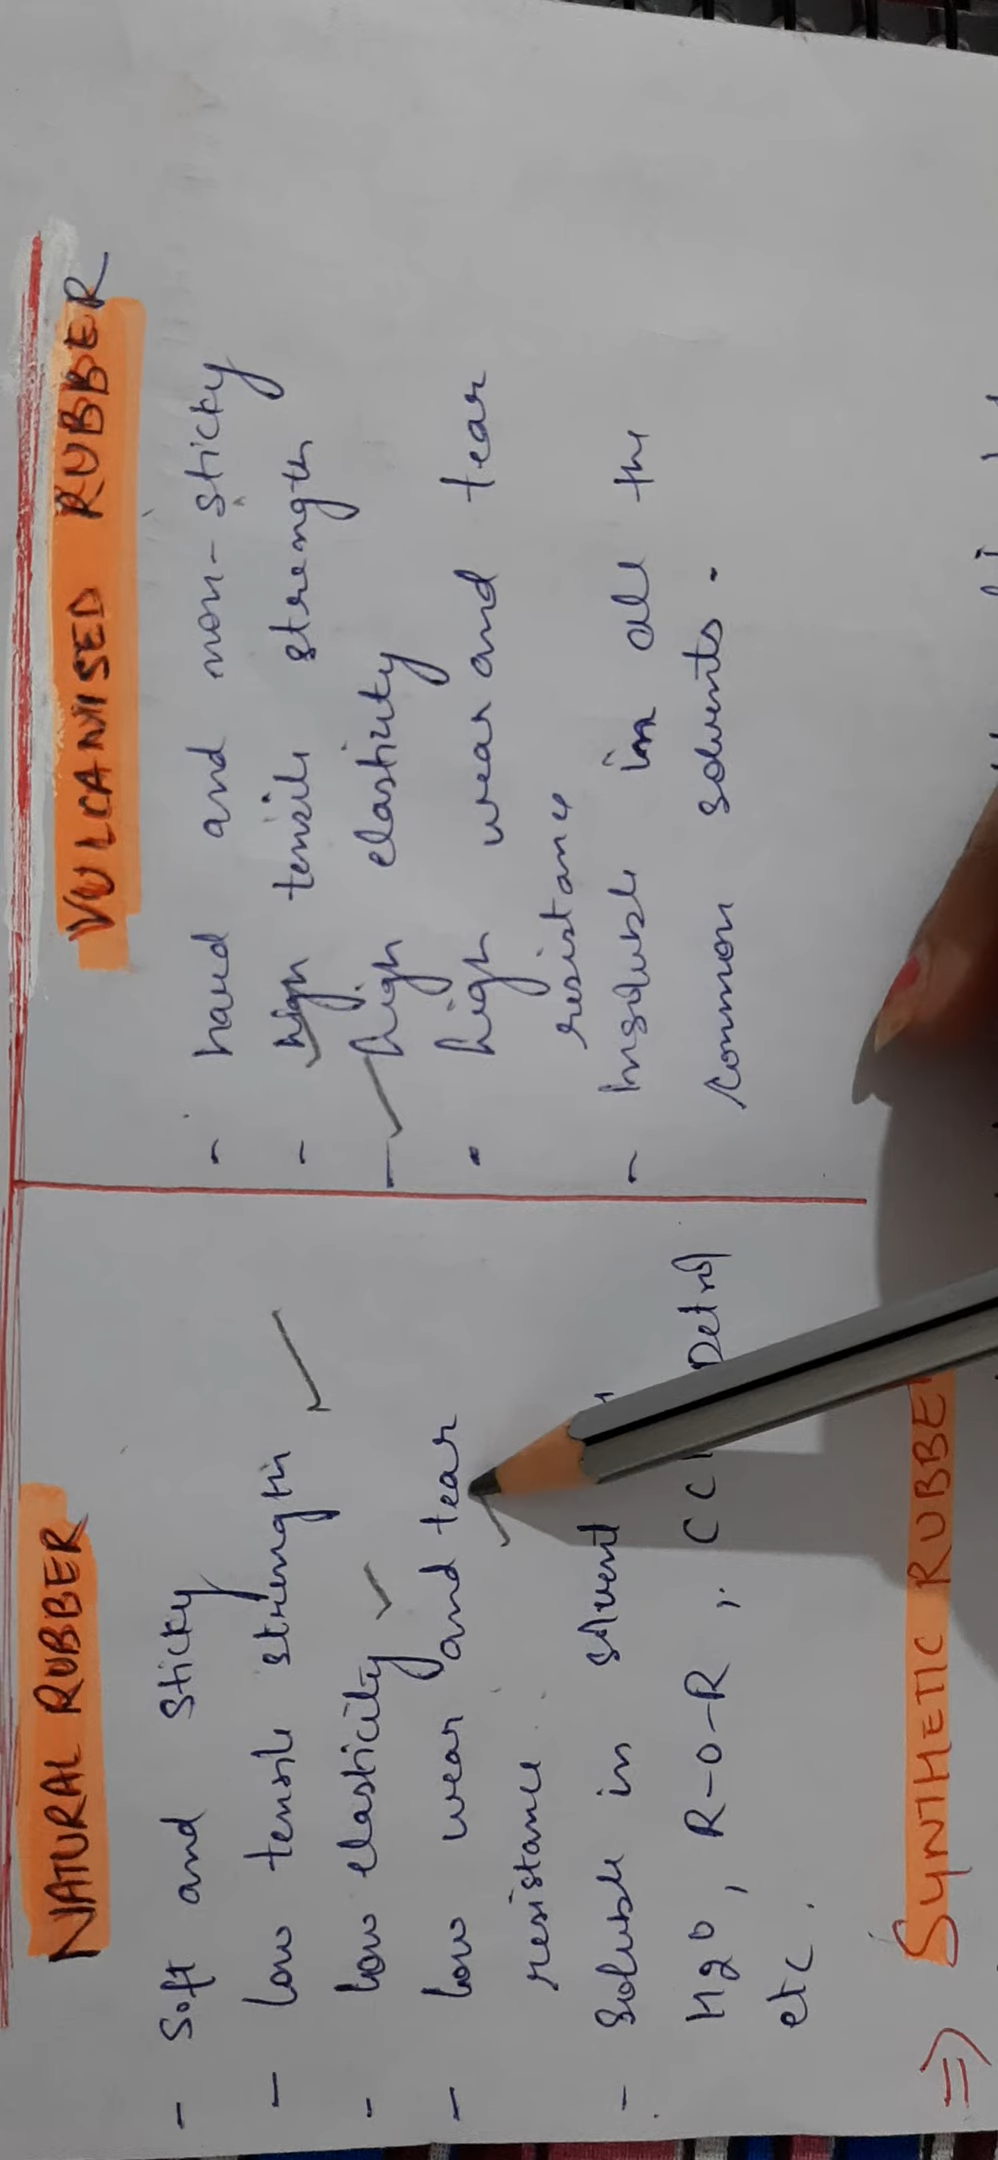 NATURAL RUBBER
- Soft and sticky
- Low tensile strength
- Low elasticity
- Low wear and tear
resistance.
- Soluble in solvent
H2O, R-O-R,
etc.
VULCANISED RUBBER
- hard and non-sticky
- high tensile strength
- high elasticity
- high wear and tear
resistance
- Insoluble in all the
common solvents.
⇒ SYNTHETIC RUBBE